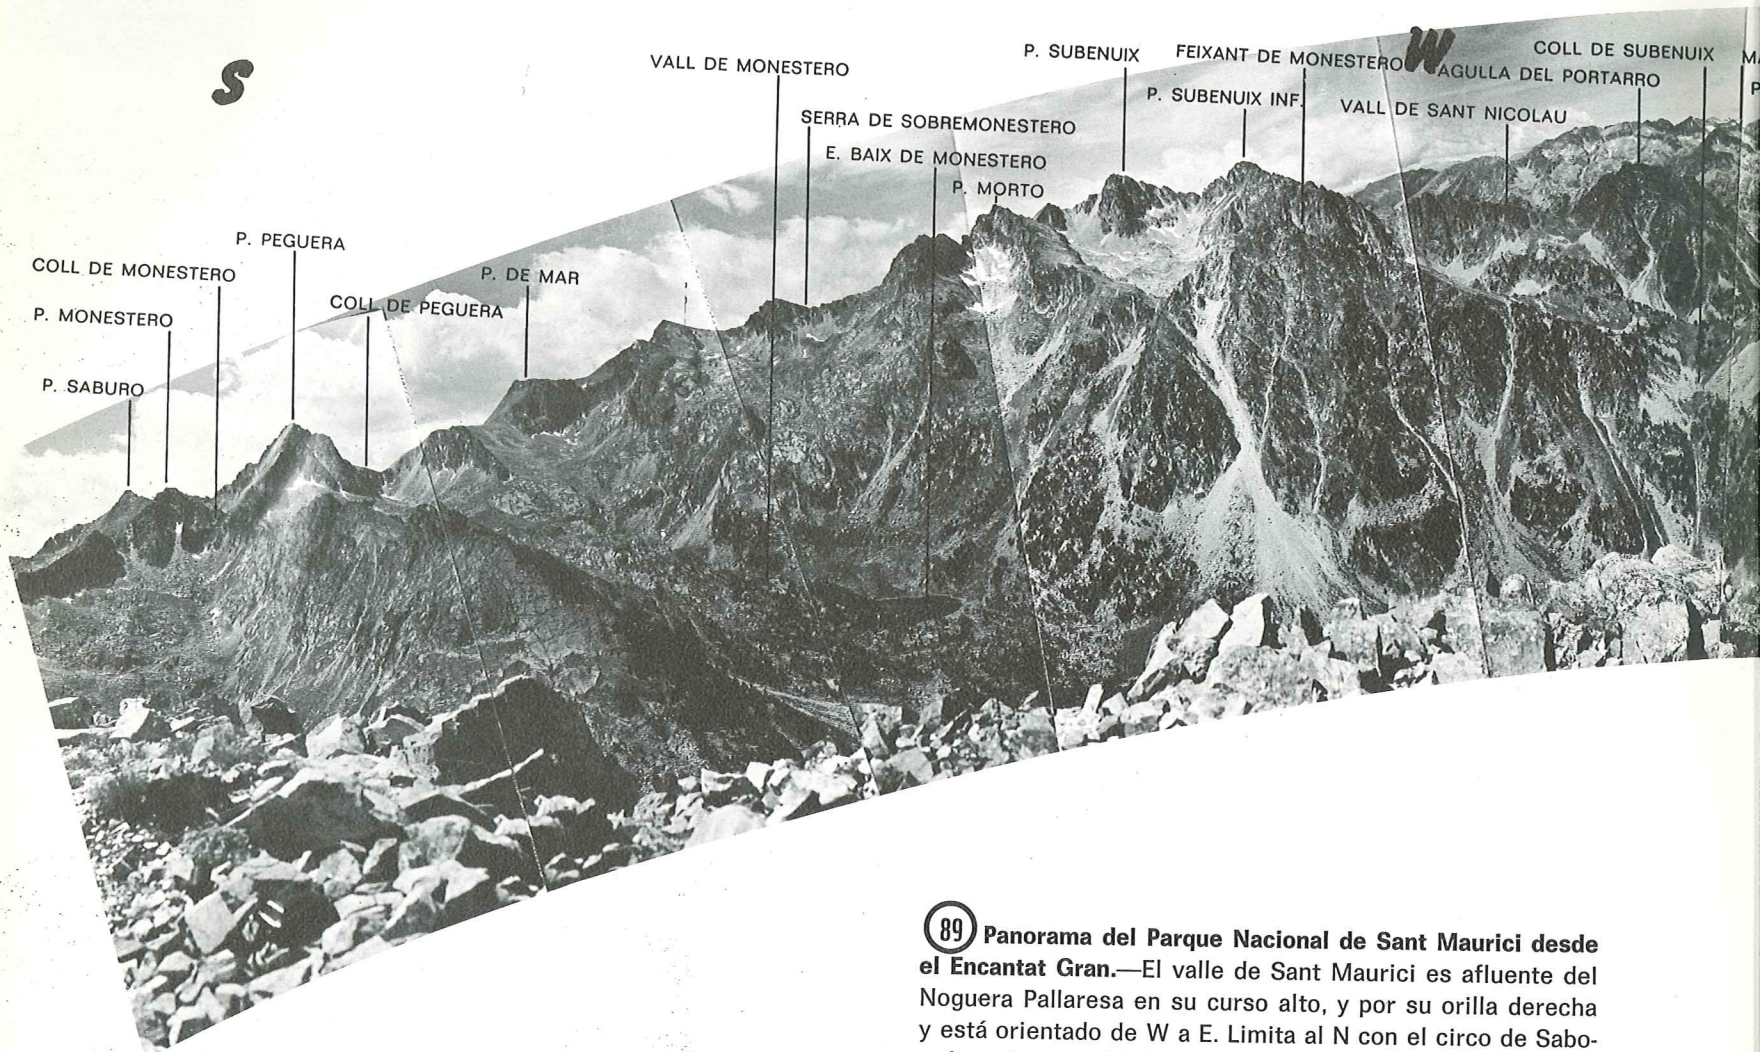 S
W
VALL DE MONESTERO
P. SUBENUIX
FEIXANT DE MONESTERO
COLL DE SUBENUIX
AGULLA DEL PORTARRO
P. SUBENUIX INF.
VALL DE SANT NICOLAU
SERRA DE SOBREMONESTERO
E. BAIX DE MONESTERO
P. MORTO
P. PEGUERA
COLL DE MONESTERO
P. DE MAR
COLL DE PEGUERA
P. MONESTERO
P. SABURO
89 Panorama del Parque Nacional de Sant Maurici desde
el Encantat Gran.—El valle de Sant Maurici es afluente del
Noguera Pallaresa en su curso alto, y por su orilla derecha
y está orientado de W a E. Limita al N con el circo de Sabo-